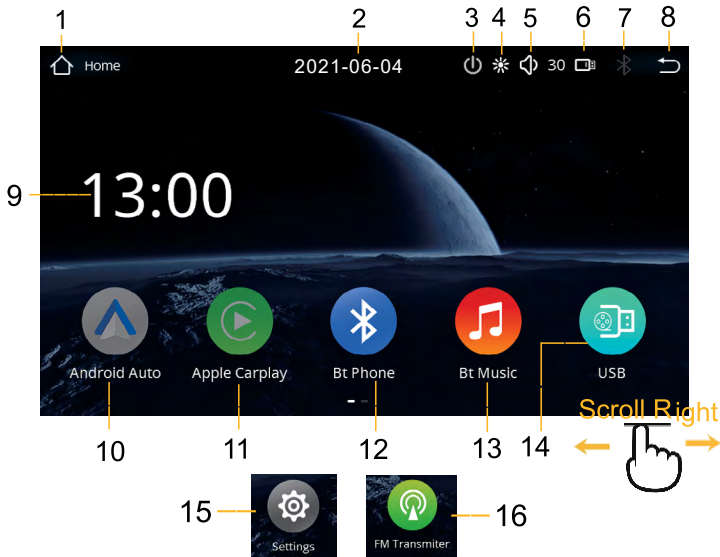 1 2 3 4 5 6 7 8
Home 2021-06-04 30
9 13:00
Android Auto Apple Carplay Bt Phone Bt Music USB
Scroll Right
10 11 12 13 14
15 Settings
FM Transmiter 16